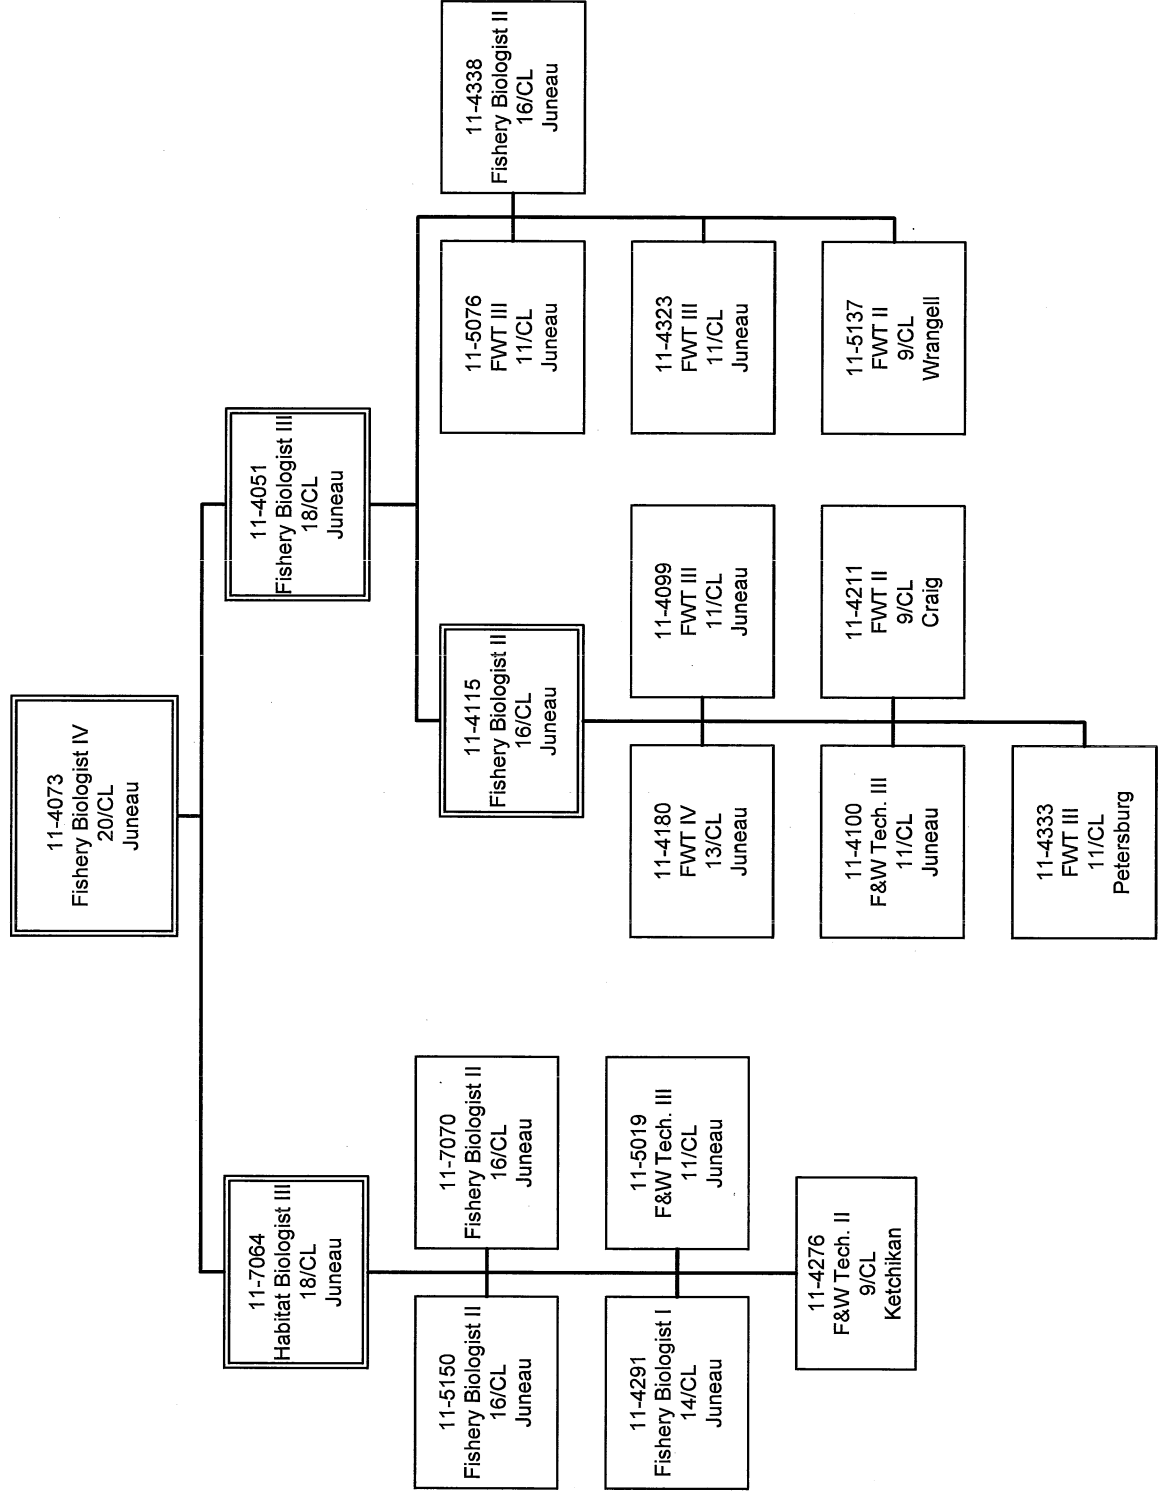 11-4073
Fishery Biologist IV
20/CL
Juneau
11-7064
Habitat Biologist III
18/CL
Juneau
11-4051
Fishery Biologist III
18/CL
Juneau
11-5150
Fishery Biologist II
16/CL
Juneau
11-7070
Fishery Biologist II
16/CL
Juneau
11-4291
Fishery Biologist I
14/CL
Juneau
11-5019
F&W Tech. III
11/CL
Juneau
11-4276
F&W Tech. II
9/CL
Ketchikan
11-4115
Fishery Biologist II
16/CL
Juneau
11-4180
FWT IV
13/CL
Juneau
11-4099
FWT III
11/CL
Juneau
11-4100
F&W Tech. III
11/CL
Juneau
11-4211
FWT II
9/CL
Craig
11-4333
FWT III
11/CL
Petersburg
11-5076
FWT III
11/CL
Juneau
11-4338
Fishery Biologist II
16/CL
Juneau
11-4323
FWT III
11/CL
Juneau
11-5137
FWT II
9/CL
Wrangell